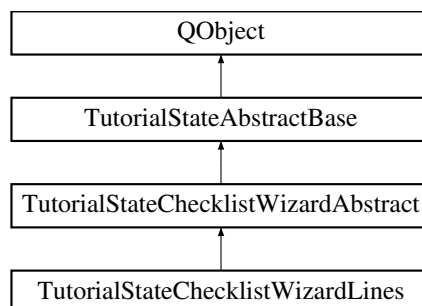 QObject
TutorialStateAbstractBase
TutorialStateChecklistWizardAbstract
TutorialStateChecklistWizardLines